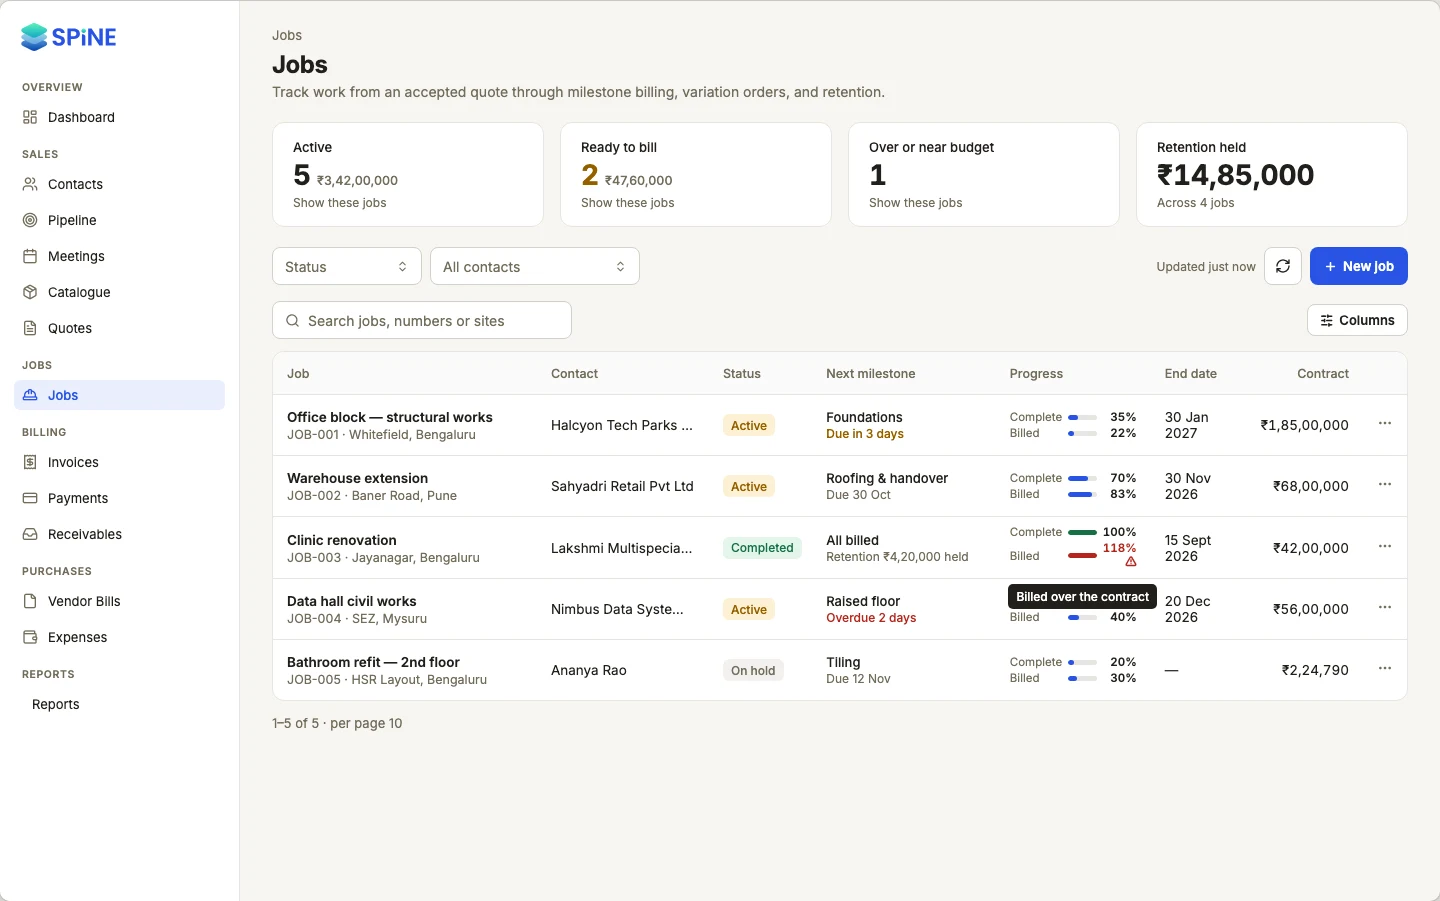 SPiNE
OVERVIEW
Dashboard
SALES
Contacts
Pipeline
Meetings
Catalogue
Quotes
JOBS
Jobs
BILLING
Invoices
Payments
Receivables
PURCHASES
Vendor Bills
Expenses
REPORTS
Reports
Jobs
Jobs
Track work from an accepted quote through milestone billing, variation orders, and retention.
Active
5 ₹3,42,00,000
Show these jobs
Ready to bill
2 ₹47,60,000
Show these jobs
Over or near budget
1
Show these jobs
Retention held
₹14,85,000
Across 4 jobs
Status
All contacts
Updated just now
+ New job
Search jobs, numbers or sites
Columns
Job Contact Status Next milestone Progress End date Contract
Office block — structural works
JOB-001 · Whitefield, Bengaluru
Halcyon Tech Parks ...
Active
Foundations
Due in 3 days
Complete 35%
Billed 22%
30 Jan
2027
₹1,85,00,000
Warehouse extension
JOB-002 · Baner Road, Pune
Sahyadri Retail Pvt Ltd
Active
Roofing & handover
Due 30 Oct
Complete 70%
Billed 83%
30 Nov
2026
₹68,00,000
Clinic renovation
JOB-003 · Jayanagar, Bengaluru
Lakshmi Multispecia...
Completed
All billed
Retention ₹4,20,000 held
Complete 100%
Billed 118%
15 Sept
2026
₹42,00,000
Data hall civil works
JOB-004 · SEZ, Mysuru
Nimbus Data Syste...
Active
Raised floor
Overdue 2 days
Billed over the contract
Billed 40%
20 Dec
2026
₹56,00,000
Bathroom refit — 2nd floor
JOB-005 · HSR Layout, Bengaluru
Ananya Rao
On hold
Tiling
Due 12 Nov
Complete 20%
Billed 30%
—
₹2,24,790
1–5 of 5 · per page 10